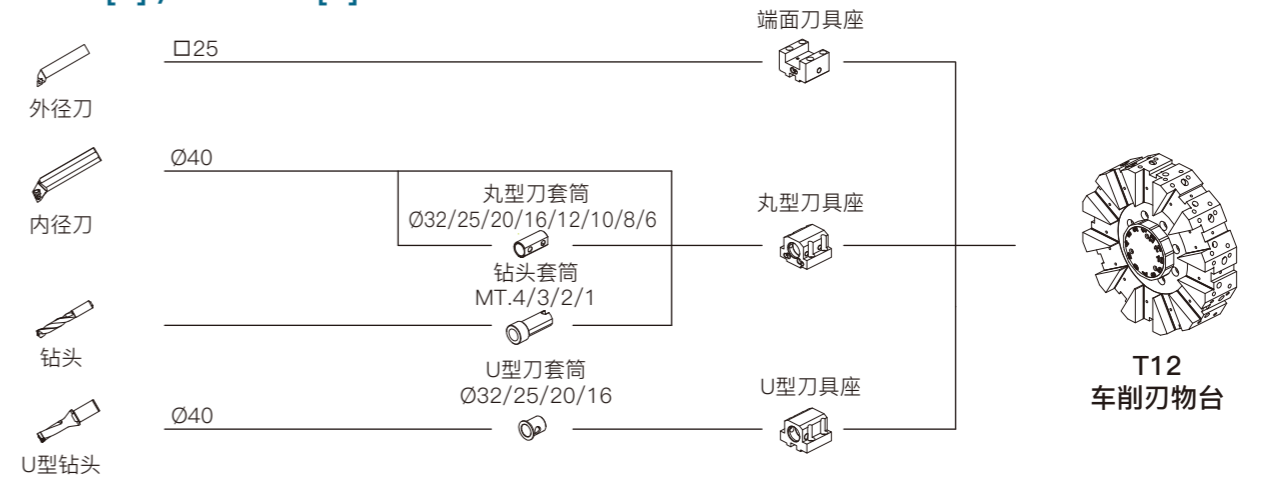 端面刀具座
□25
外径刀
Ø40
丸型刀套筒
Ø32/25/20/16/12/10/8/6
丸型刀具座
内径刀
钻头套筒
MT.4/3/2/1
钻头
U型刀套筒
Ø32/25/20/16
U型刀具座
T12
车削刃物台
Ø40
U型钻头